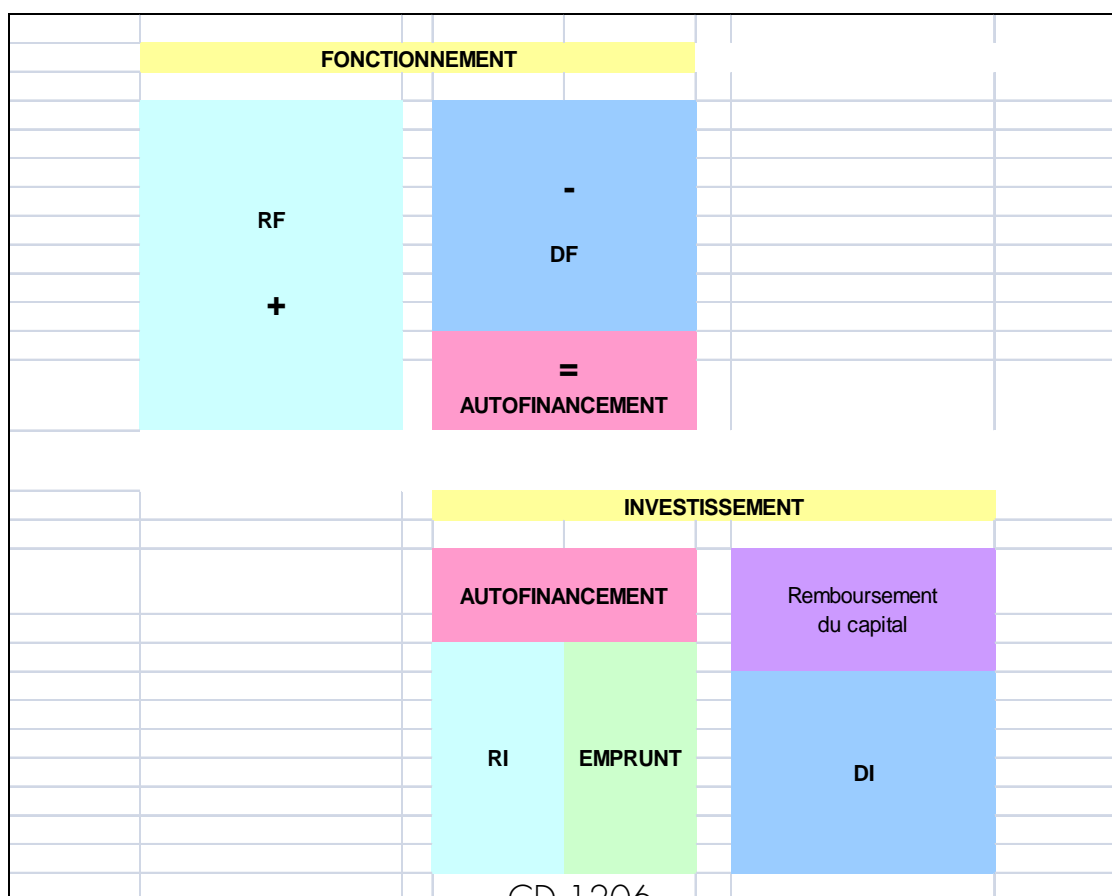 FONCTIONNEMENT
RF
+
-
DF
=
AUTOFINANCEMENT
INVESTISSEMENT
AUTOFINANCEMENT
RI
EMPRUNT
Remboursement
du capital
DI